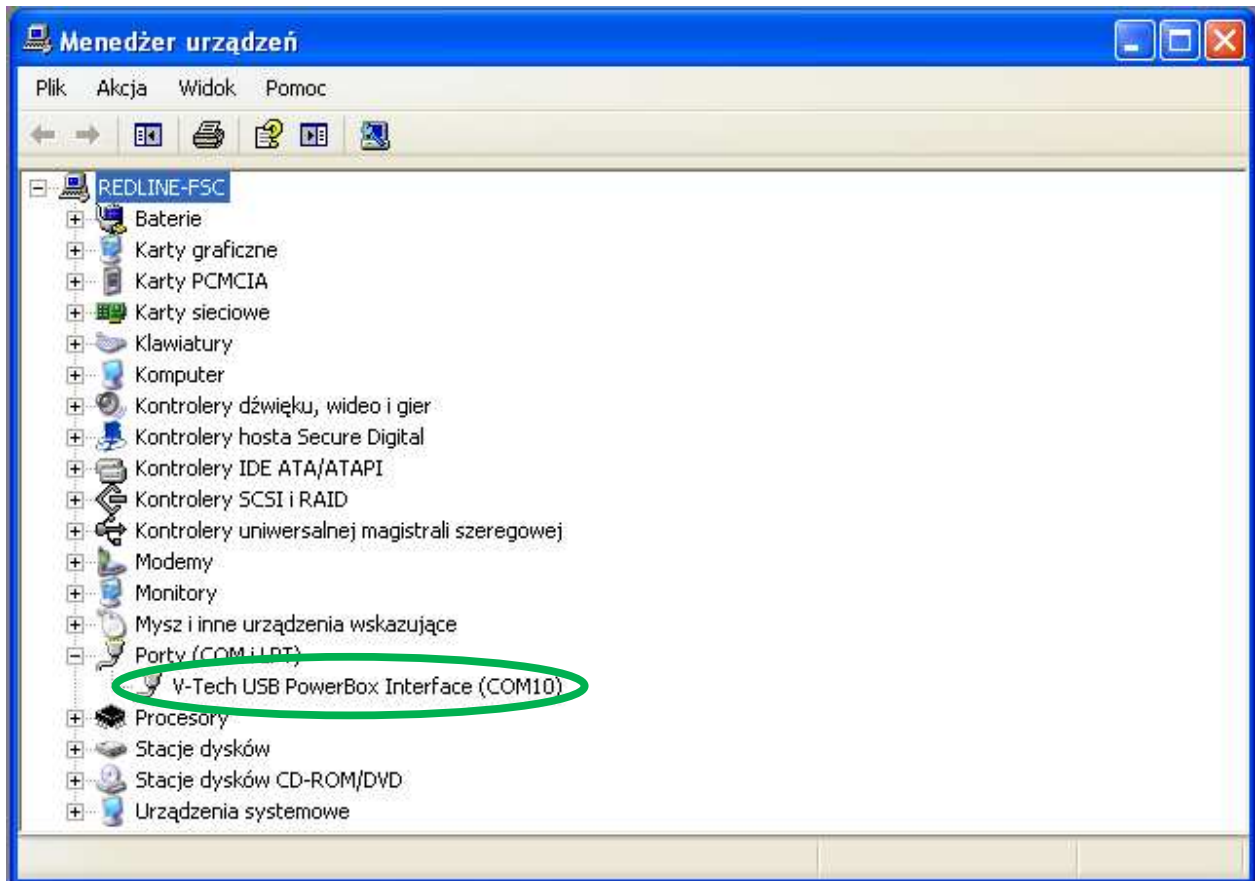 Menedżer urządzeń
Plik Akcja Widok Pomoc
REDLINE-FSC
Baterie
Karty graficzne
Karty PCMCIA
Karty sieciowe
Klawiatury
Komputer
Kontrolery dźwięku, wideo i gier
Kontrolery hosta Secure Digital
Kontrolery IDE ATA/ATAPI
Kontrolery SCSI i RAID
Kontrolery uniwersalnej magistrali szeregowej
Modemy
Monitory
Mysz i inne urządzenia wskazujące
Porty (COM i LPT)
V-Tech USB PowerBox Interface (COM10)
Procesory
Stacje dysków
Stacje dysków CD-ROM/DVD
Urządzenia systemowe